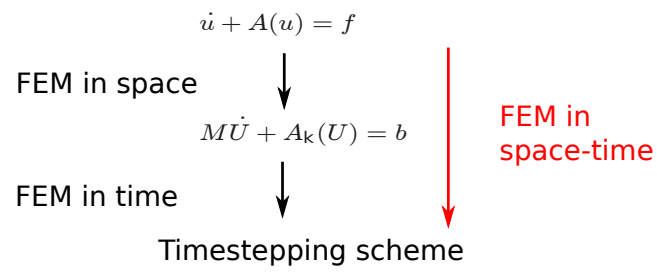 u̇ + A(u) = f
FEM in space
FEM in
space-time
MU̇ + Aₖ(U) = b
FEM in time
Timestepping scheme